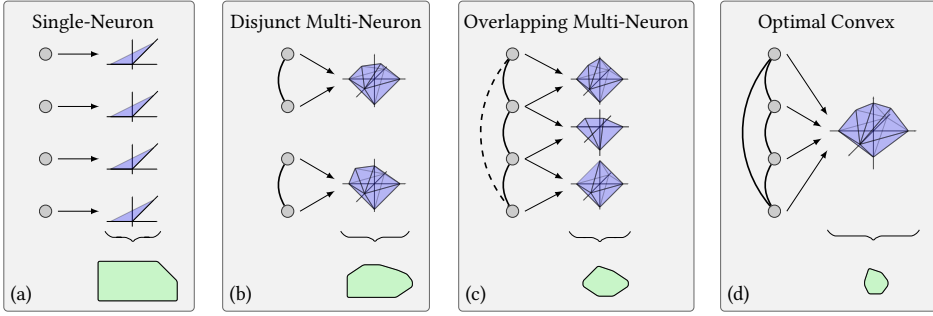 Single-Neuron
Disjunct Multi-Neuron
Overlapping Multi-Neuron
Optimal Convex
(a)
(b)
(c)
(d)